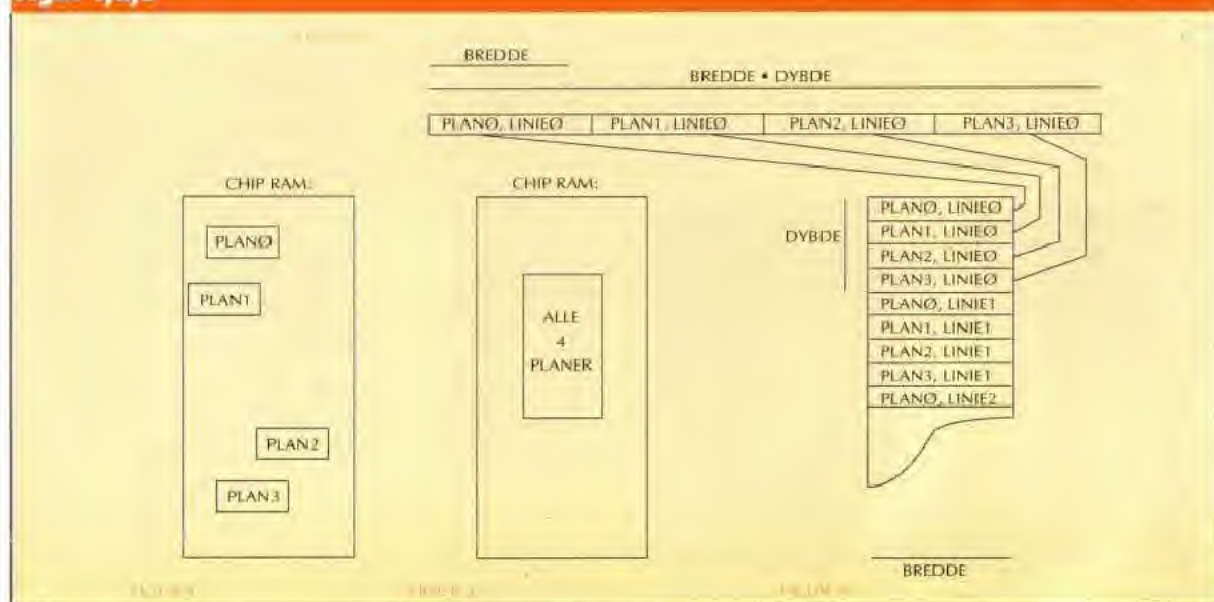 BREDDE
BREDDE • DYBDE
PLANØ, LINIEØ PLAN1, LINIEØ PLAN2, LINIEØ PLAN3, LINIEØ
CHIP RAM:
PLANØ
PLAN1
PLAN2
PLAN3
CHIP RAM:
ALLE
4
PLANER
DYBDE
PLANØ, LINIEØ
PLAN1, LINIEØ
PLAN2, LINIEØ
PLAN3, LINIEØ
PLANØ, LINIE1
PLAN1, LINIE1
PLAN2, LINIE1
PLAN3, LINIE1
PLANØ, LINIE2
BREDDE